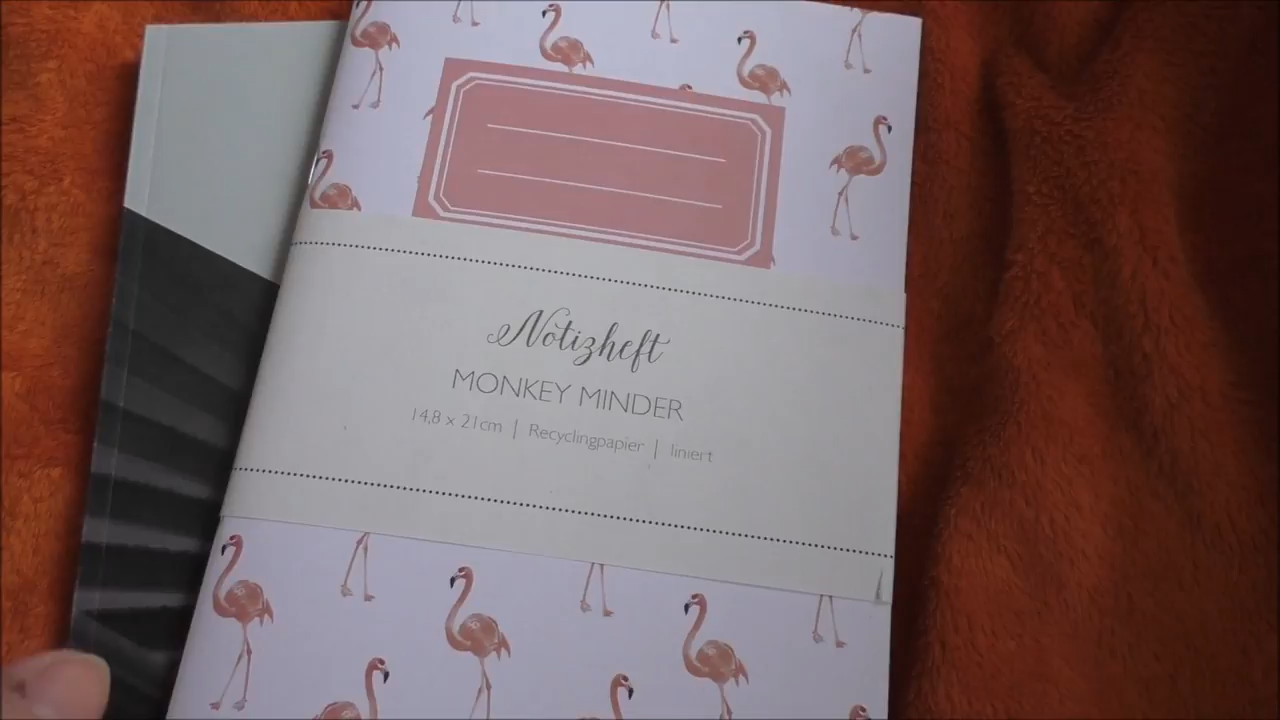 Notizheft
MONKEY MINDER
14,8 x 21cm | Recyclingpapier | liniert